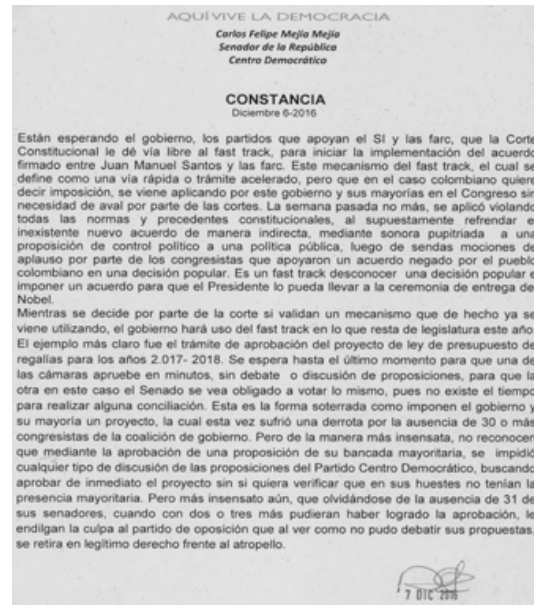 AQUÍ VIVE LA DEMOCRACIA
Carlos Felipe Mejía Mejía
Senador de la República
Centro Democrático
CONSTANCIA
Diciembre 6-2016
Están esperando el gobierno, los partidos que apoyan el SI y las farc, que la Corte
Constitucional le dé vía libre al fast track, para iniciar la implementación del acuerdo
firmado entre Juan Manuel Santos y las farc. Este mecanismo del fast track, el cual se
define como una vía rápida o trámite acelerado, pero que en el caso colombiano quiere
decir imposición, se viene aplicando por este gobierno y sus mayorías en el Congreso sin
necesidad de aval por parte de las cortes. La semana pasada no más, se aplicó violando
todas las normas y precedentes constitucionales, al supuestamente refrendar e
inexistente nuevo acuerdo de manera indirecta, mediante sonora pupitriada a una
proposición de control político a una política pública, luego de sendas mociones de
aplauso por parte de los congresistas que apoyaron un acuerdo negado por el pueblo
colombiano en una decisión popular. Es un fast track desconocer una decisión popular e
imponer un acuerdo para que el Presidente lo pueda llevar a la ceremonia de entrega de
Nobel.
Mientras se decide por parte de la corte si validan un mecanismo que de hecho ya se
viene utilizando, el gobierno hará uso del fast track en lo que resta de legislatura este año.
El ejemplo más claro fue el trámite de aprobación del proyecto de ley de presupuesto de
regalías para los años 2.017- 2018. Se espera hasta el último momento para que una de
las cámaras apruebe en minutos, sin debate o discusión de proposiciones, para que la
otra en este caso el Senado se vea obligado a votar lo mismo, pues no existe el tiempo
para realizar alguna conciliación. Esta es la forma soterrada como imponen el gobierno y
su mayoría un proyecto, la cual esta vez sufrió una derrota por la ausencia de 30 o más
congresistas de la coalición de gobierno. Pero de la manera más insensata, no reconocen
que mediante la aprobación de una proposición de su bancada mayoritaria, se impidió
cualquier tipo de discusión de las proposiciones del Partido Centro Democrático, buscando
aprobar de inmediato el proyecto sin si quiera verificar que en sus huestes no tenían la
presencia mayoritaria. Pero más insensato aún, que olvidándose de la ausencia de 31 de
sus senadores, cuando con dos o tres más pudieran haber logrado la aprobación, le
endilgan la culpa al partido de oposición que al ver como no pudo debatir sus propuestas,
se retira en legítimo derecho frente al atropello.
7 DIC 2016